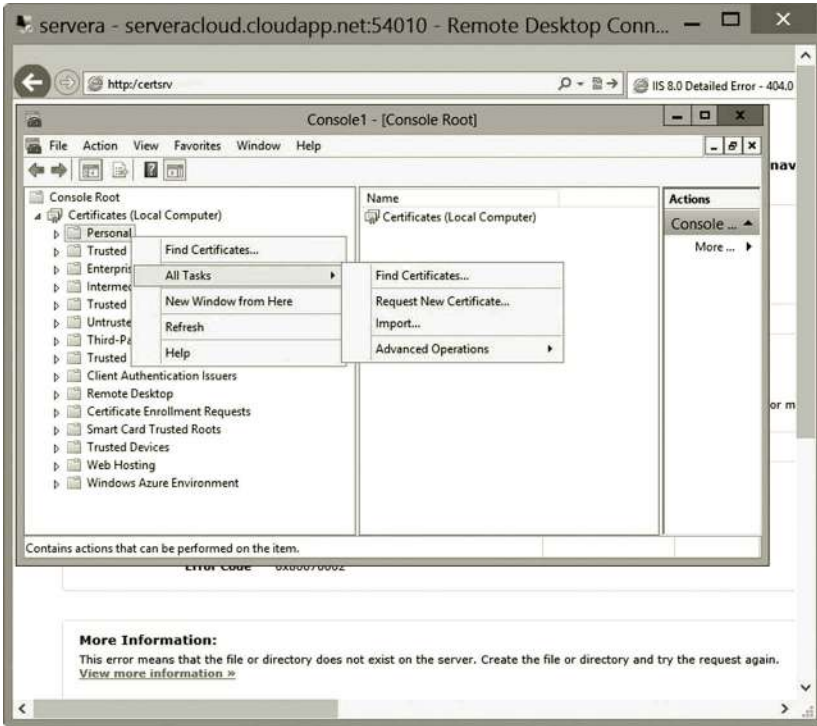 servera - serveracloud.cloudapp.net:54010 - Remote Desktop Conn...
http:/certsrv
IIS 8.0 Detailed Error - 404.0
Console1 - [Console Root]
File Action View Favorites Window Help
nav
Console Root
Certificates (Local Computer)
Personal
Trusted
Enterpris
Intermed
Trusted
Untruste
Third-Pa
Trusted
Client Authentication Issuers
Remote Desktop
Certificate Enrollment Requests
Smart Card Trusted Roots
Trusted Devices
Web Hosting
Windows Azure Environment
Find Certificates...
All Tasks
New Window from Here
Refresh
Help
Find Certificates...
Request New Certificate...
Import...
Advanced Operations
Name
Certificates (Local Computer)
Actions
Console ...
More ...
or m
Contains actions that can be performed on the item.
Error Code 0x80070002
More Information:
This error means that the file or directory does not exist on the server. Create the file or directory and try the request again.
View more information »